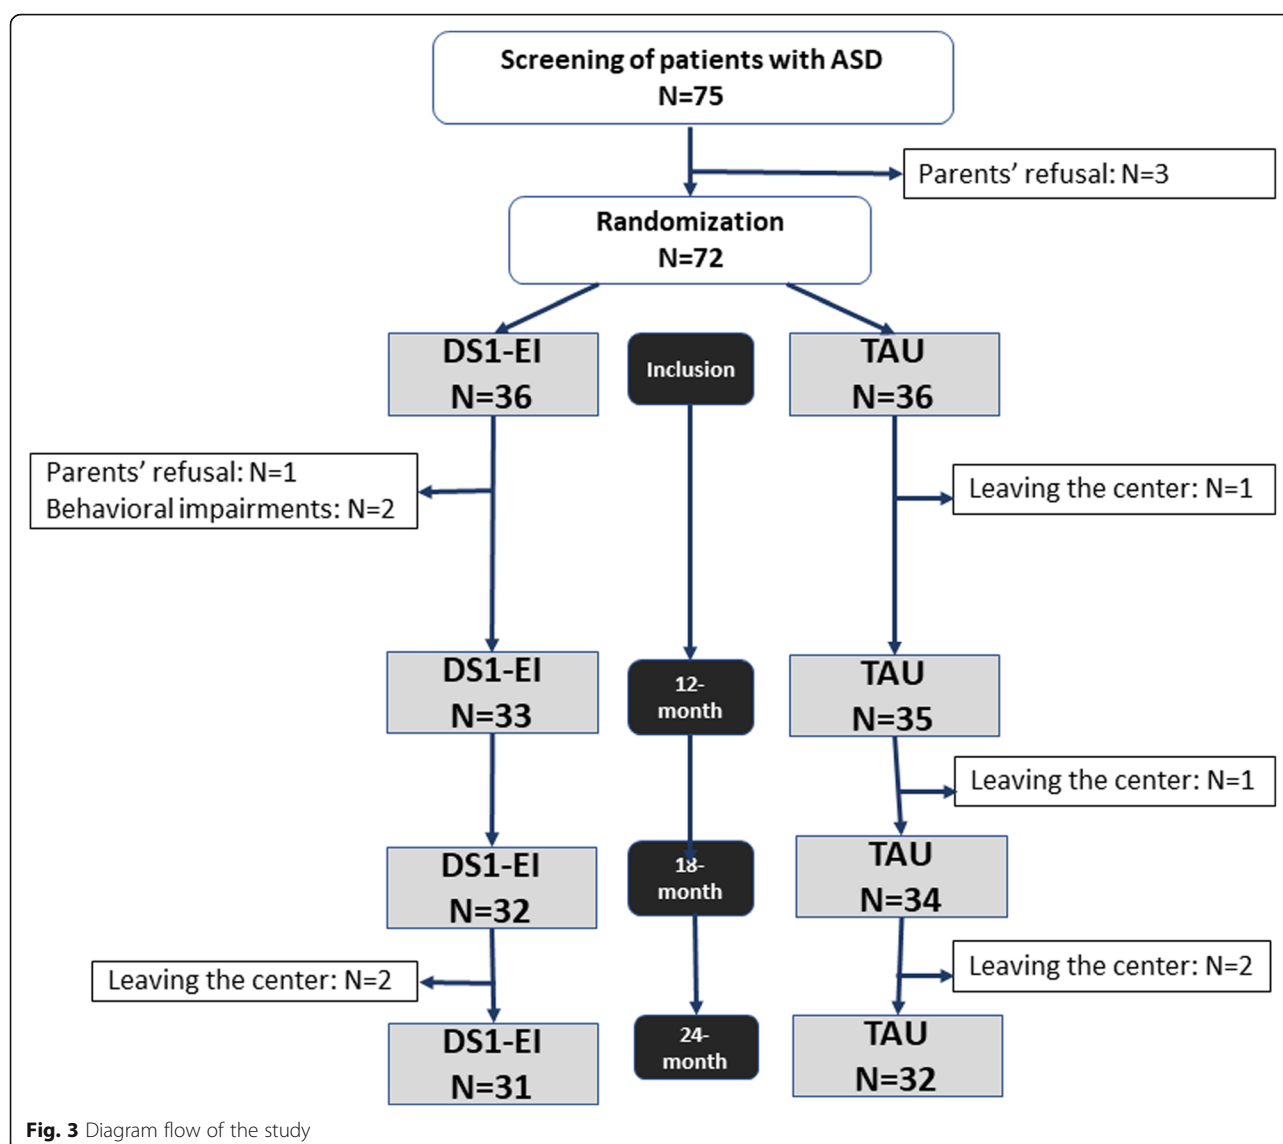 Screening of patients with ASD
N=75
Parents’ refusal: N=3
Randomization
N=72
DS1-EI
N=36
Inclusion
TAU
N=36
Parents’ refusal: N=1
Behavioral impairments: N=2
Leaving the center: N=1
DS1-EI
N=33
12-
month
TAU
N=35
Leaving the center: N=1
DS1-EI
N=32
18-
month
TAU
N=34
Leaving the center: N=2
Leaving the center: N=2
DS1-EI
N=31
24-
month
TAU
N=32
Fig. 3 Diagram flow of the study